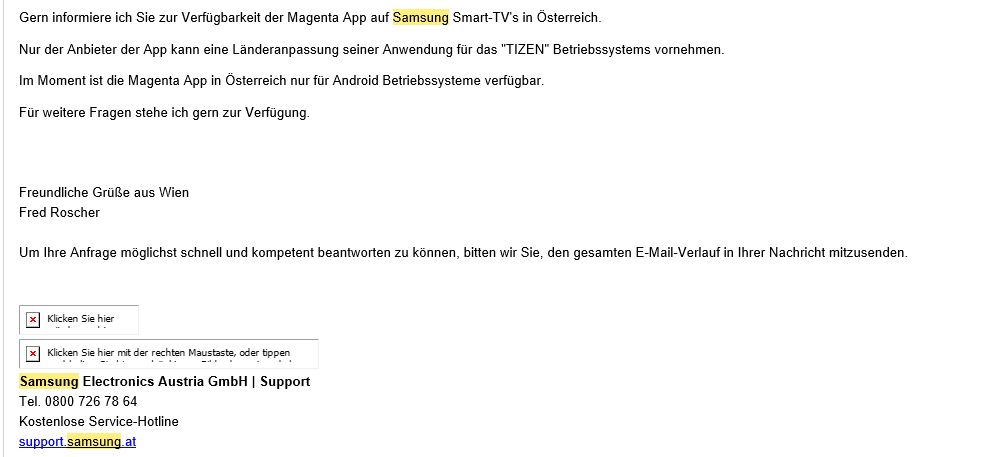 Gern informiere ich Sie zur Verfügbarkeit der Magenta App auf Samsung Smart-TV's in Österreich.
Nur der Anbieter der App kann eine Länderanpassung seiner Anwendung für das "TIZEN" Betriebssystems vornehmen.
Im Moment ist die Magenta App in Österreich nur für Android Betriebssysteme verfügbar.
Für weitere Fragen stehe ich gern zur Verfügung.
Freundliche Grüße aus Wien
Fred Roscher
Um Ihre Anfrage möglichst schnell und kompetent beantworten zu können, bitten wir Sie, den gesamten E-Mail-Verlauf in Ihrer Nachricht mitzusenden.
Klicken Sie hier
Klicken Sie hier mit der rechten Maustaste, oder tippen
Samsung Electronics Austria GmbH | Support
Tel. 0800 726 78 64
Kostenlose Service-Hotline
support.samsung.at